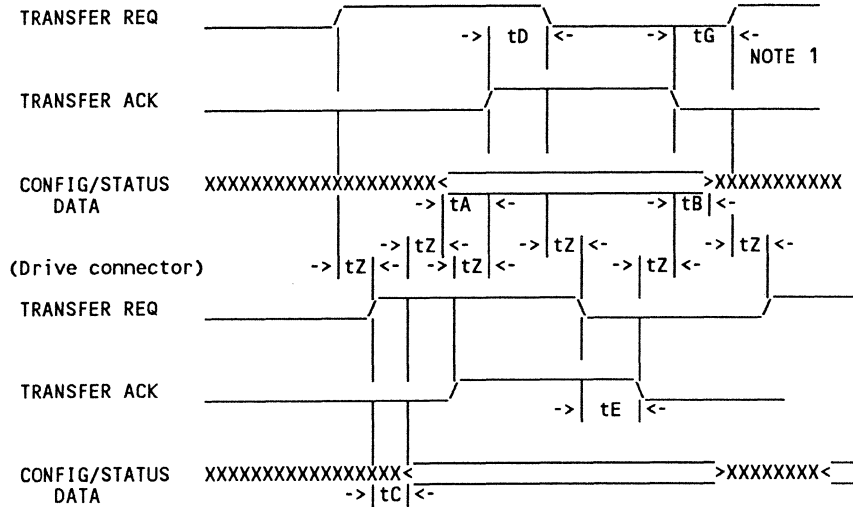 TRANSFER REQ
-> tD <- -> tG <-
NOTE 1
TRANSFER ACK
CONFIG/STATUS XXXXXXXXXXXXXXXXXXXX< >XXXXXXXXXXX
DATA -> tA <- -> tB <-
-> tZ <- -> tZ <- -> tZ <-
(Drive connector) -> tZ <- -> tZ <- -> tZ <-
TRANSFER REQ
TRANSFER ACK
-> tE <-
CONFIG/STATUS XXXXXXXXXXXXXXXXX< >XXXXXXXX<
DATA -> tC <-